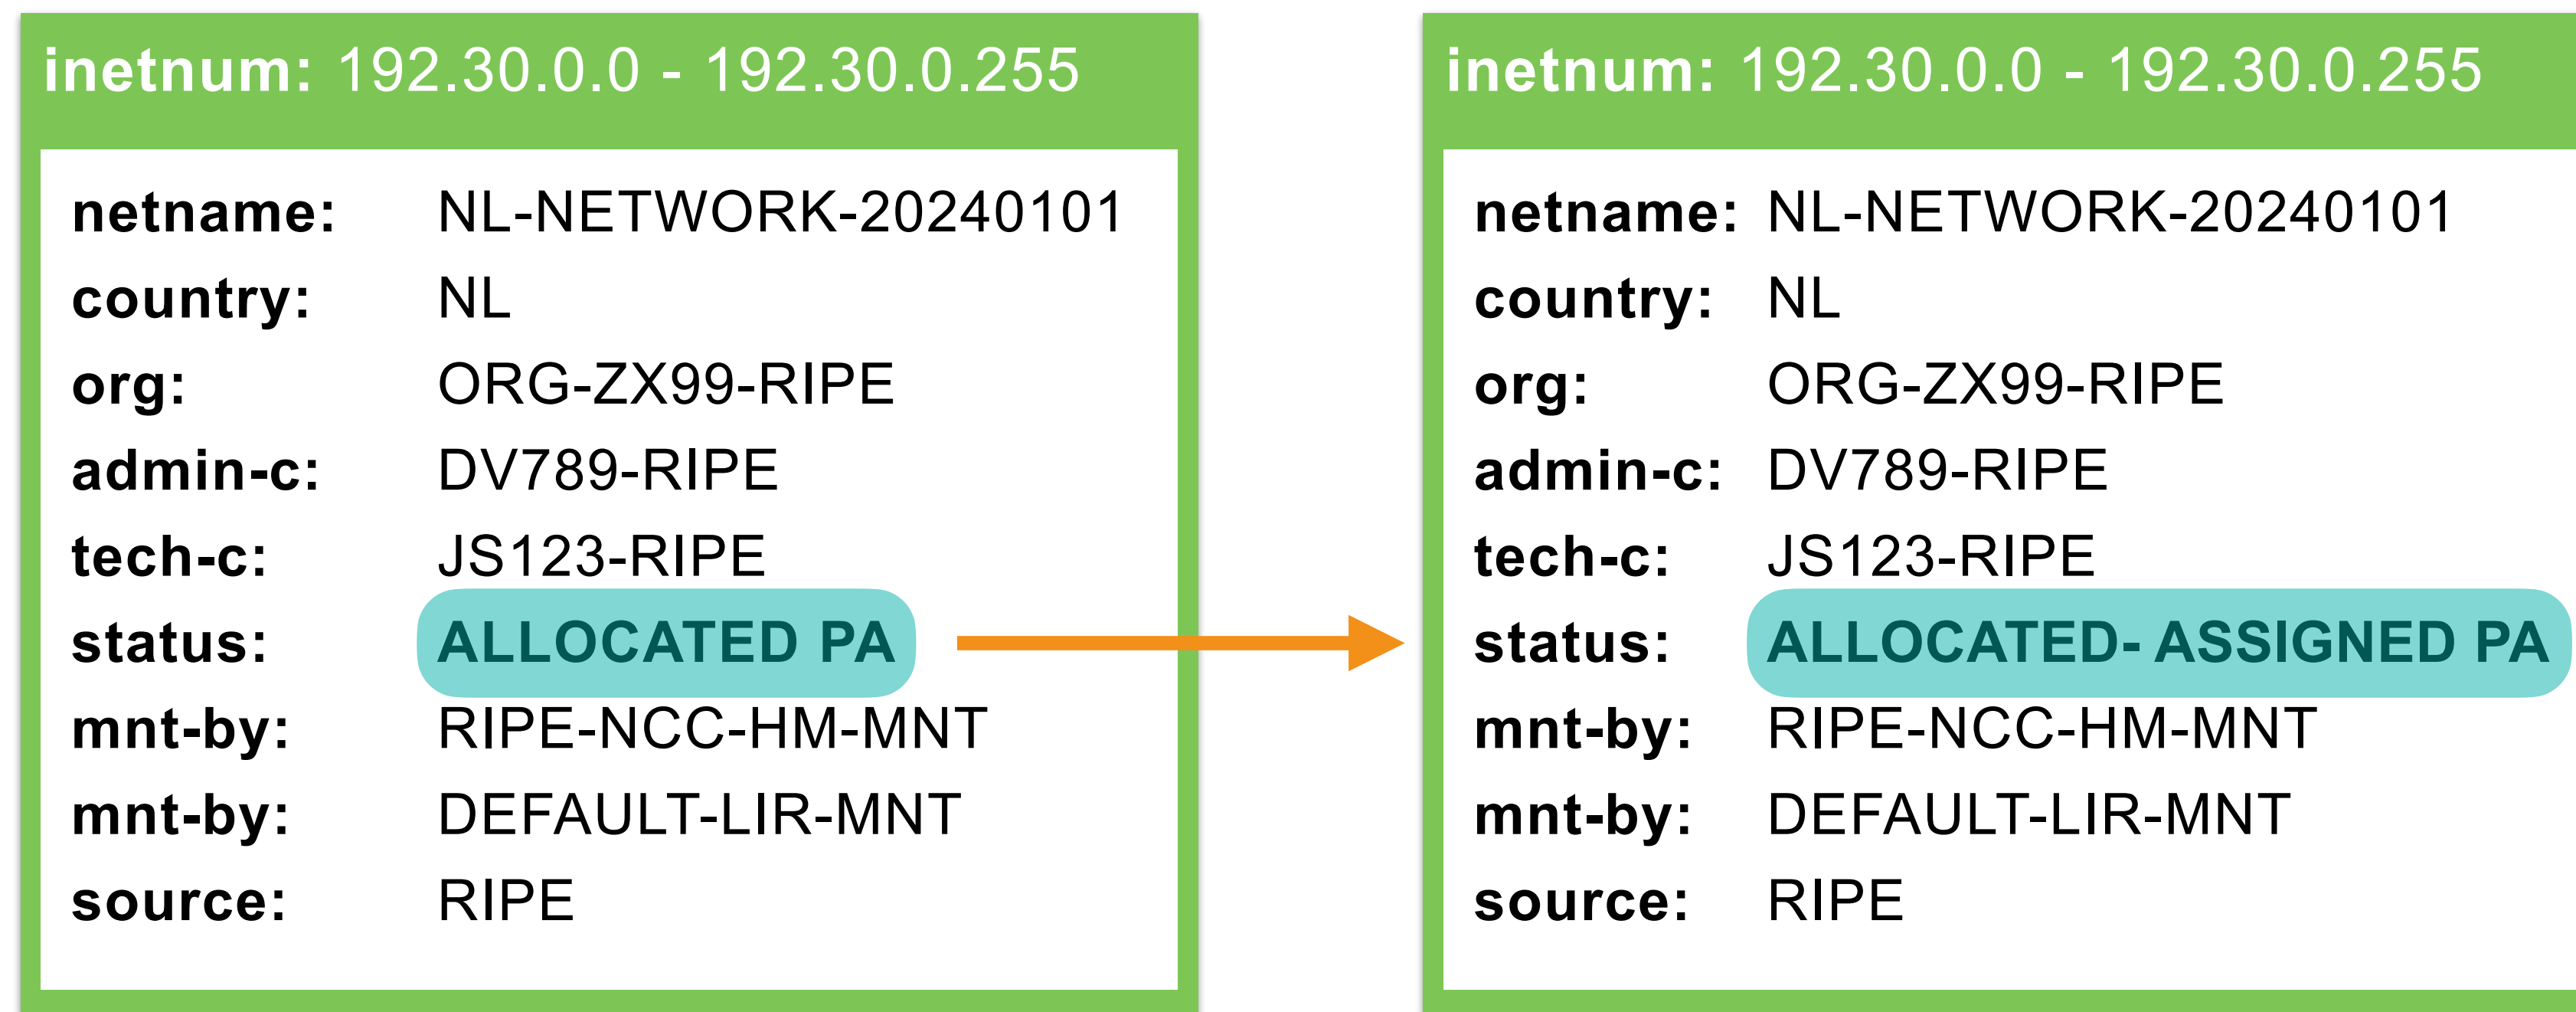 inetnum: 192.30.0.0 - 192.30.0.255
netname: NL-NETWORK-20240101
country: NL
org: ORG-ZX99-RIPE
admin-c: DV789-RIPE
tech-c: JS123-RIPE
status: ALLOCATED PA
mnt-by: RIPE-NCC-HM-MNT
mnt-by: DEFAULT-LIR-MNT
source: RIPE
inetnum: 192.30.0.0 - 192.30.0.255
netname: NL-NETWORK-20240101
country: NL
org: ORG-ZX99-RIPE
admin-c: DV789-RIPE
tech-c: JS123-RIPE
status: ALLOCATED- ASSIGNED PA
mnt-by: RIPE-NCC-HM-MNT
mnt-by: DEFAULT-LIR-MNT
source: RIPE